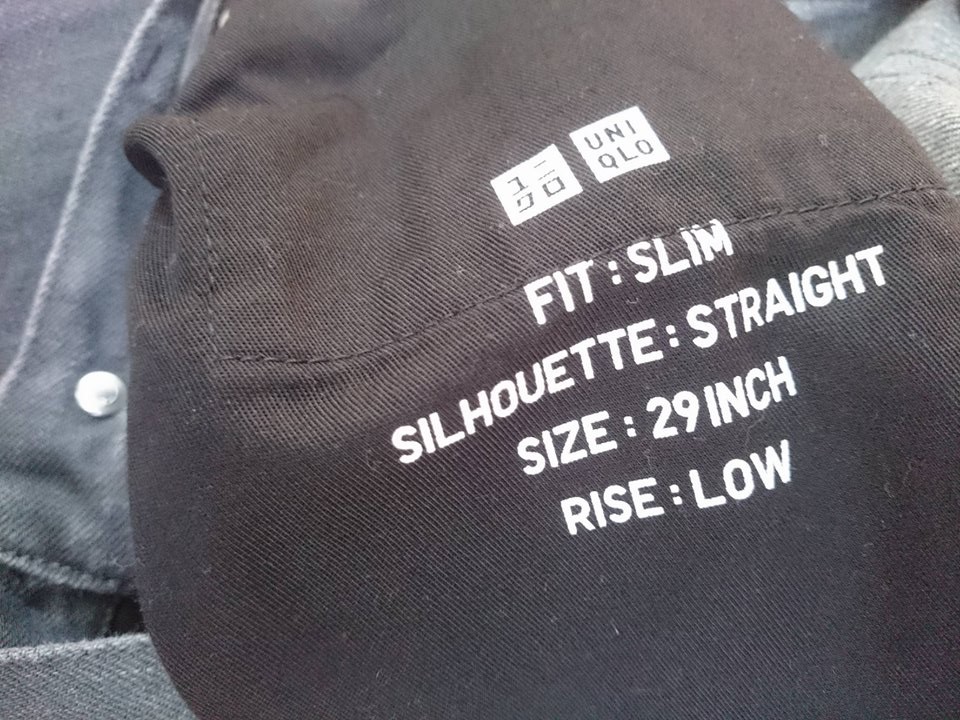 ユニ
クロ
UNI
QLO
FIT : SLIM
SILHOUETTE : STRAIGHT
SIZE : 29 INCH
RISE : LOW